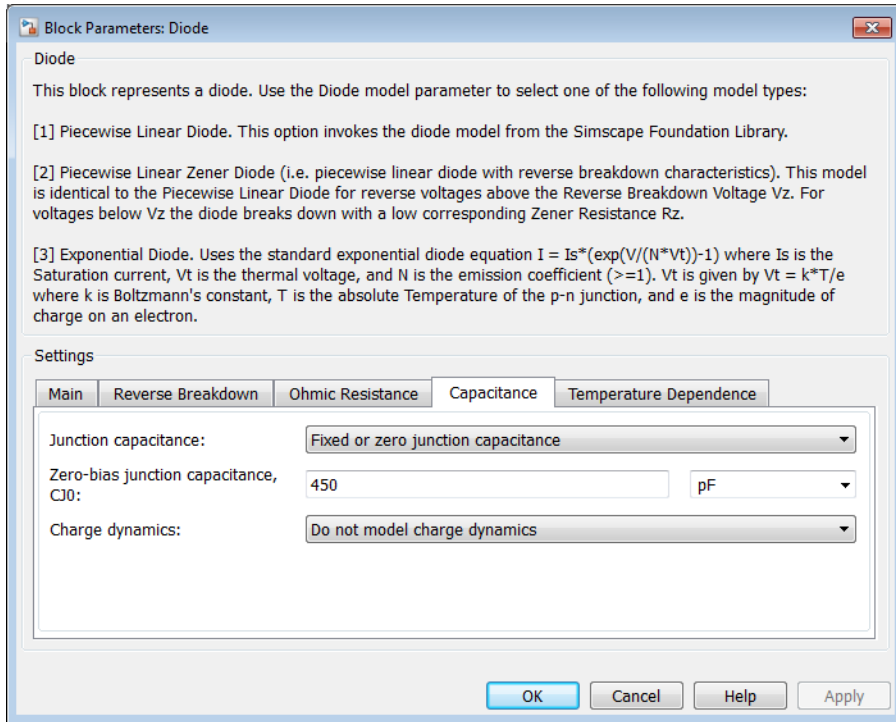 Block Parameters: Diode
Diode
This block represents a diode. Use the Diode model parameter to select one of the following model types:
[1] Piecewise Linear Diode. This option invokes the diode model from the Simscape Foundation Library.
[2] Piecewise Linear Zener Diode (i.e. piecewise linear diode with reverse breakdown characteristics). This model
is identical to the Piecewise Linear Diode for reverse voltages above the Reverse Breakdown Voltage Vz. For
voltages below Vz the diode breaks down with a low corresponding Zener Resistance Rz.
[3] Exponential Diode. Uses the standard exponential diode equation I = Is*(exp(V/(N*Vt))-1) where Is is the
Saturation current, Vt is the thermal voltage, and N is the emission coefficient (>=1). Vt is given by Vt = k*T/e
where k is Boltzmann's constant, T is the absolute Temperature of the p-n junction, and e is the magnitude of
charge on an electron.
Settings
Main Reverse Breakdown Ohmic Resistance Capacitance Temperature Dependence
Junction capacitance: Fixed or zero junction capacitance
Zero-bias junction capacitance,
CJ0: 450 pF
Charge dynamics: Do not model charge dynamics
OK Cancel Help Apply